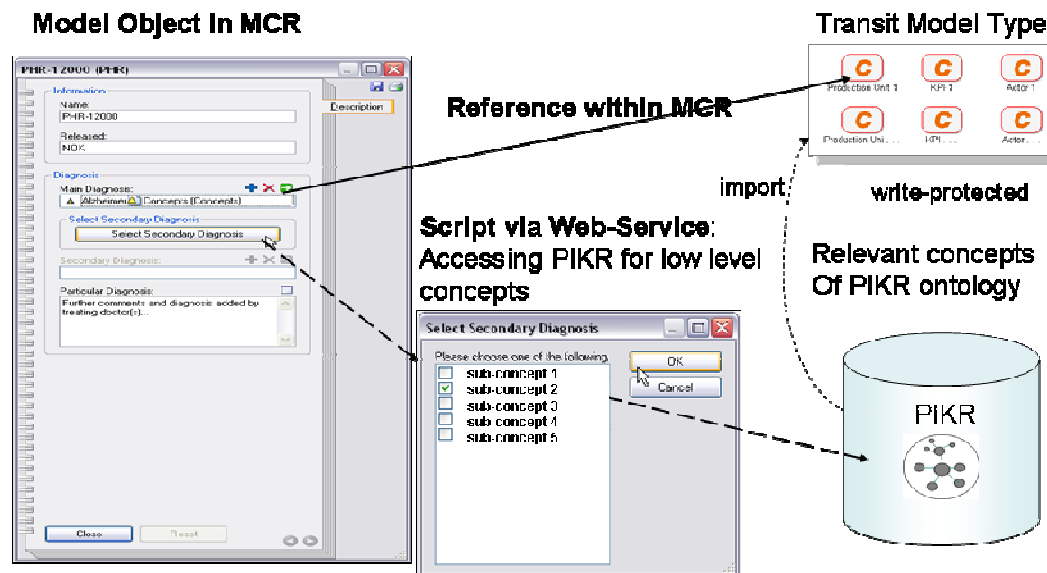 Model Object in MCR
Transit Model Type
PHR-12000 (PHR)
Information
Name:
PHR-12000
Released:
NOK
Description
Diagnosis
Main Diagnosis:
Alzheimer Concepts (Concepts)
Select Secondary Diagnosis
Select Secondary Diagnosis
Secondary Diagnosis:
Particular Diagnosis:
Further comments and diagnosis added by
treating doctor(s)...
Close
Reset
Reference within MCR
C C C
Production Unit 1 KPI 1 Actor 1
C C C
Production Uni... KPI... Actor...
import
write-protected
Script via Web-Service:
Accessing PIKR for low level
concepts
Relevant concepts
Of PIKR ontology
Select Secondary Diagnosis
Please choose one of the following
sub-concept 1
sub-concept 2
sub-concept 3
sub-concept 4
sub-concept 5
OK
Cancel
PIKR